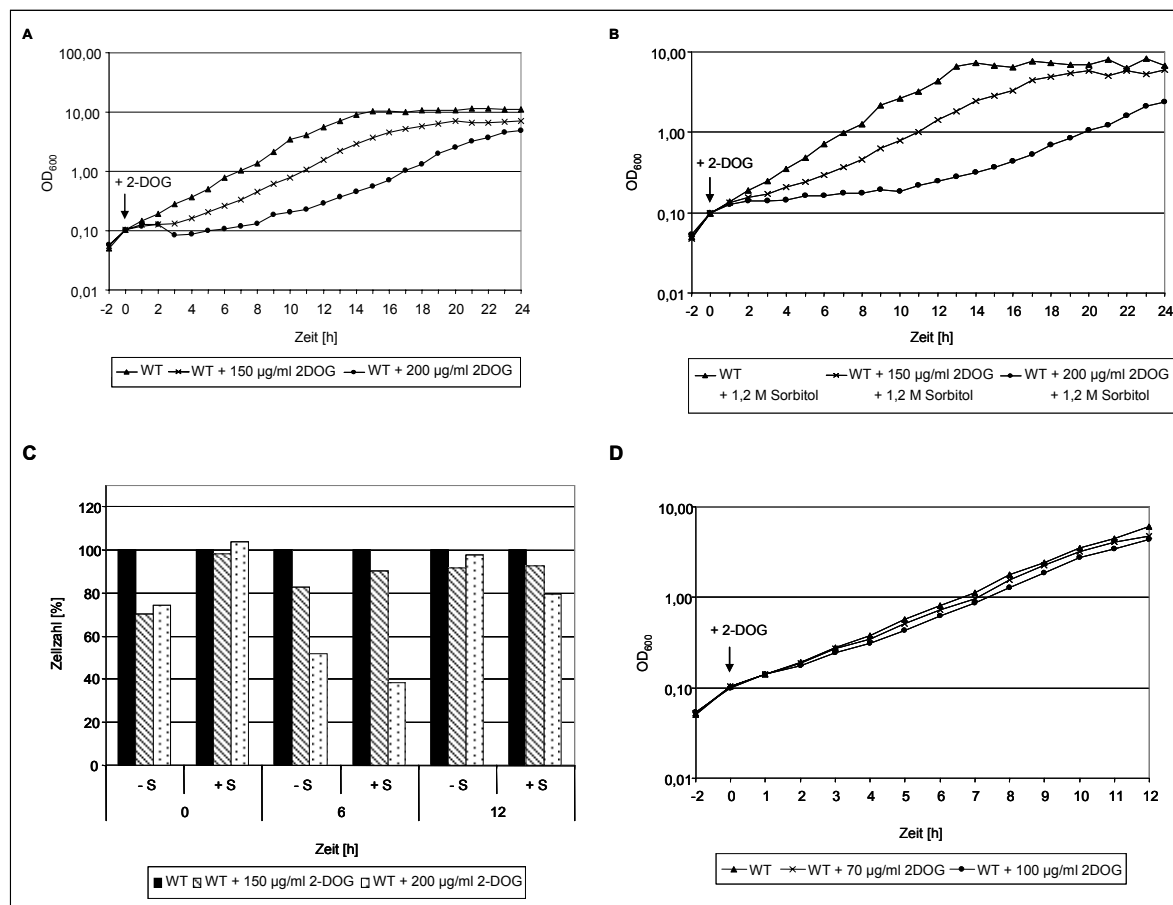 A
100,00
10,00
1,00
0,10
0,01
OD600
+ 2-DOG
-2 0 2 4 6 8 10 12 14 16 18 20 22 24
Zeit [h]
WT WT + 150 µg/ml 2DOG WT + 200 µg/ml 2DOG
B
10,00
1,00
0,10
0,01
OD600
+ 2-DOG
-2 0 2 4 6 8 10 12 14 16 18 20 22 24
Zeit [h]
WT WT + 150 µg/ml 2DOG WT + 200 µg/ml 2DOG
+ 1,2 M Sorbitol + 1,2 M Sorbitol + 1,2 M Sorbitol
C
120
100
80
60
40
20
0
Zellzahl [%]
- S + S - S + S - S + S
0 6 12
Zeit [h]
WT WT + 150 µg/ml 2-DOG WT + 200 µg/ml 2-DOG
D
10,00
1,00
0,10
0,01
OD600
+ 2-DOG
-2 0 1 2 3 4 5 6 7 8 9 10 11 12
Zeit [h]
WT WT + 70 µg/ml 2DOG WT + 100 µg/ml 2DOG